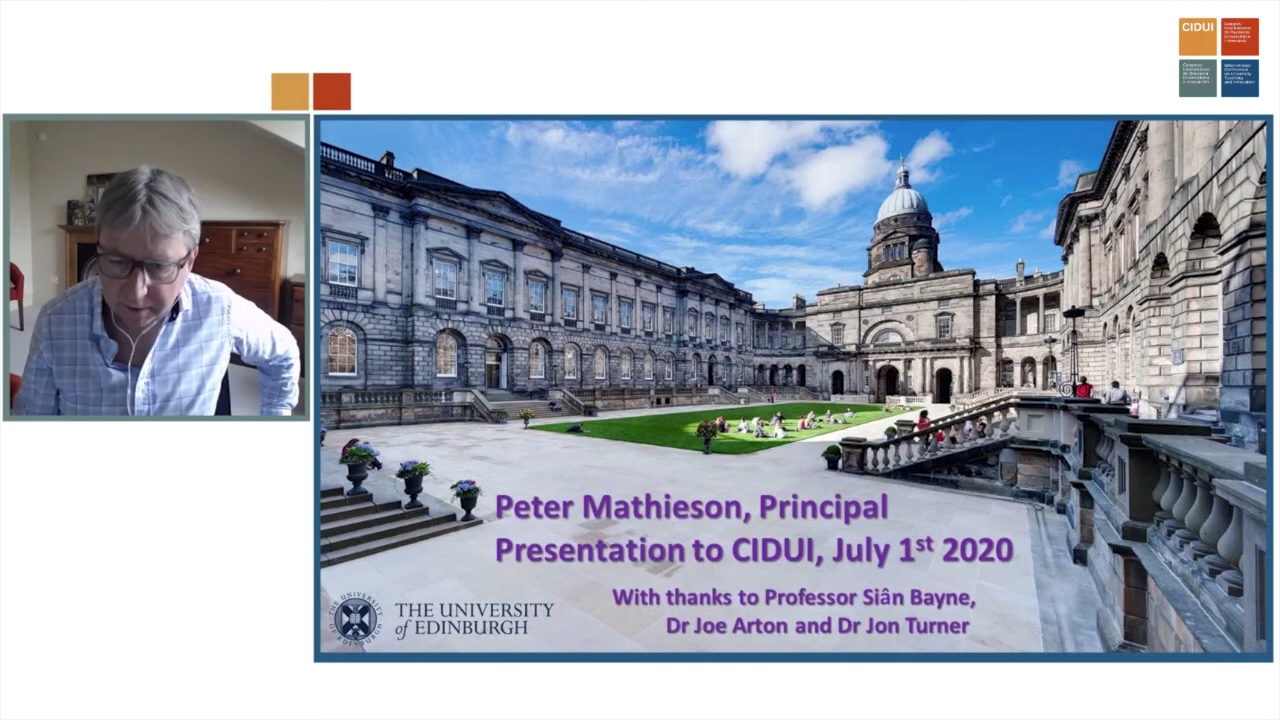 CIDUI
Peter Mathieson, Principal
Presentation to CIDUI, July 1st 2020
With thanks to Professor Siân Bayne,
Dr Joe Arton and Dr Jon Turner
THE UNIVERSITY
of EDINBURGH